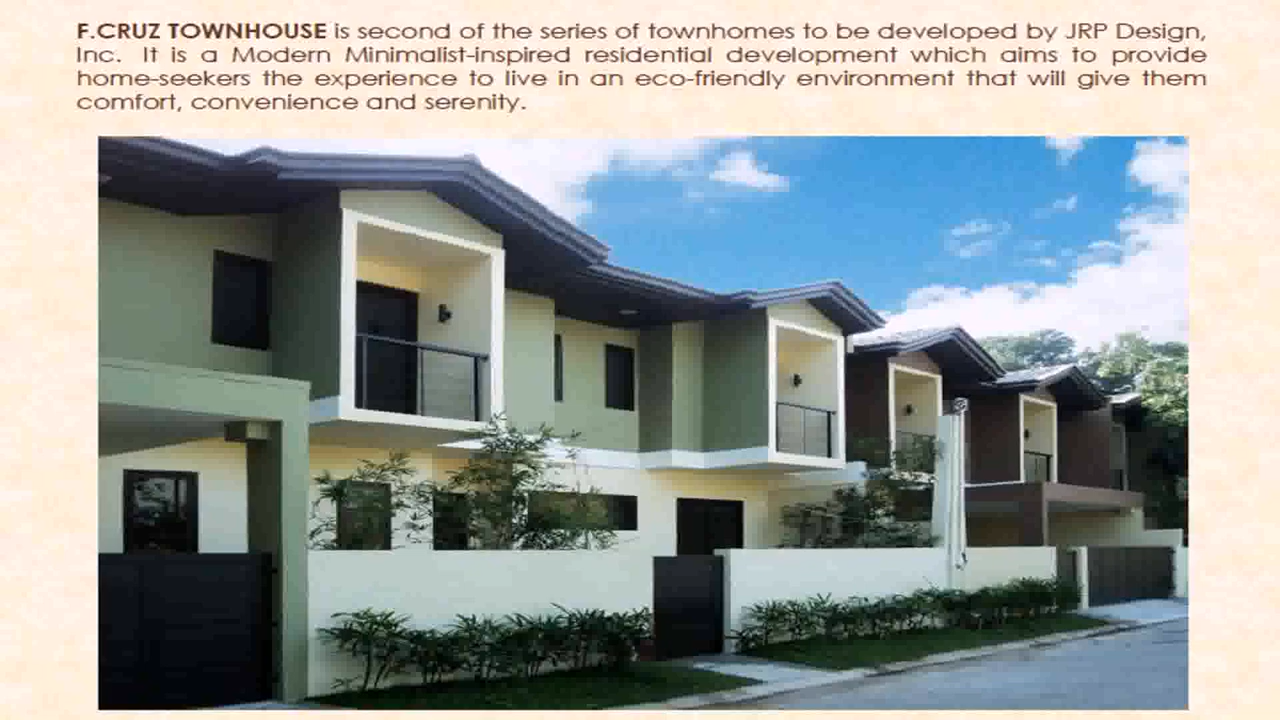 F.CRUZ TOWNHOUSE is second of the series of townhomes to be developed by JRP Design,
Inc. It is a Modern Minimalist-inspired residential development which aims to provide
home-seekers the experience to live in an eco-friendly environment that will give them
comfort, convenience and serenity.